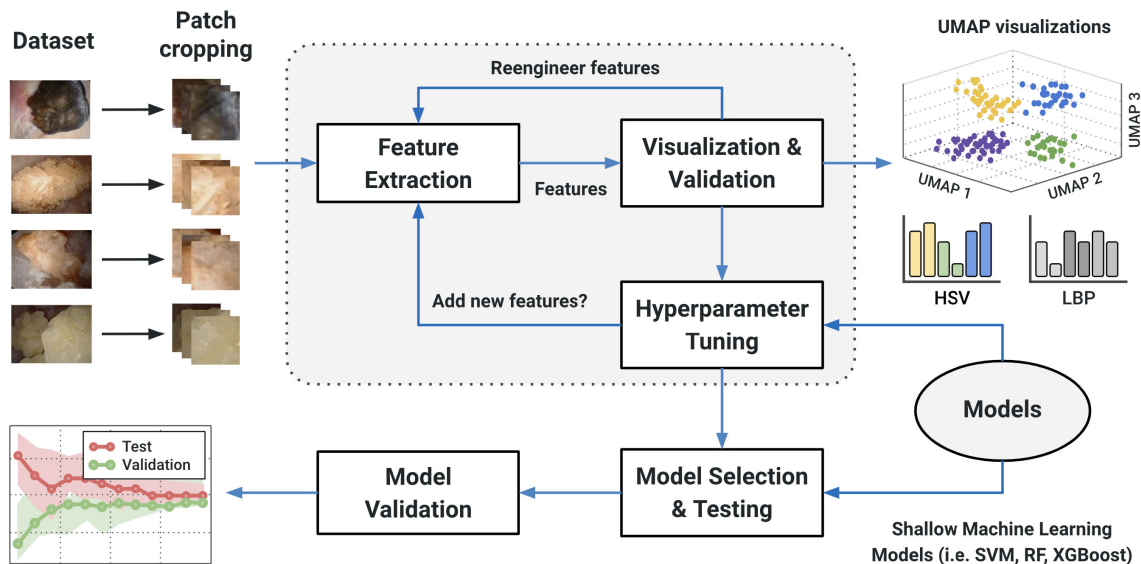 Dataset
Patch
cropping
Reengineer features
Feature
Extraction
Features
Visualization &
Validation
Add new features?
Hyperparameter
Tuning
UMAP visualizations
UMAP 1
UMAP 2
UMAP 3
HSV
LBP
Models
Shallow Machine Learning
Models (i.e. SVM, RF, XGBoost)
Model Selection
& Testing
Model
Validation
Test
Validation